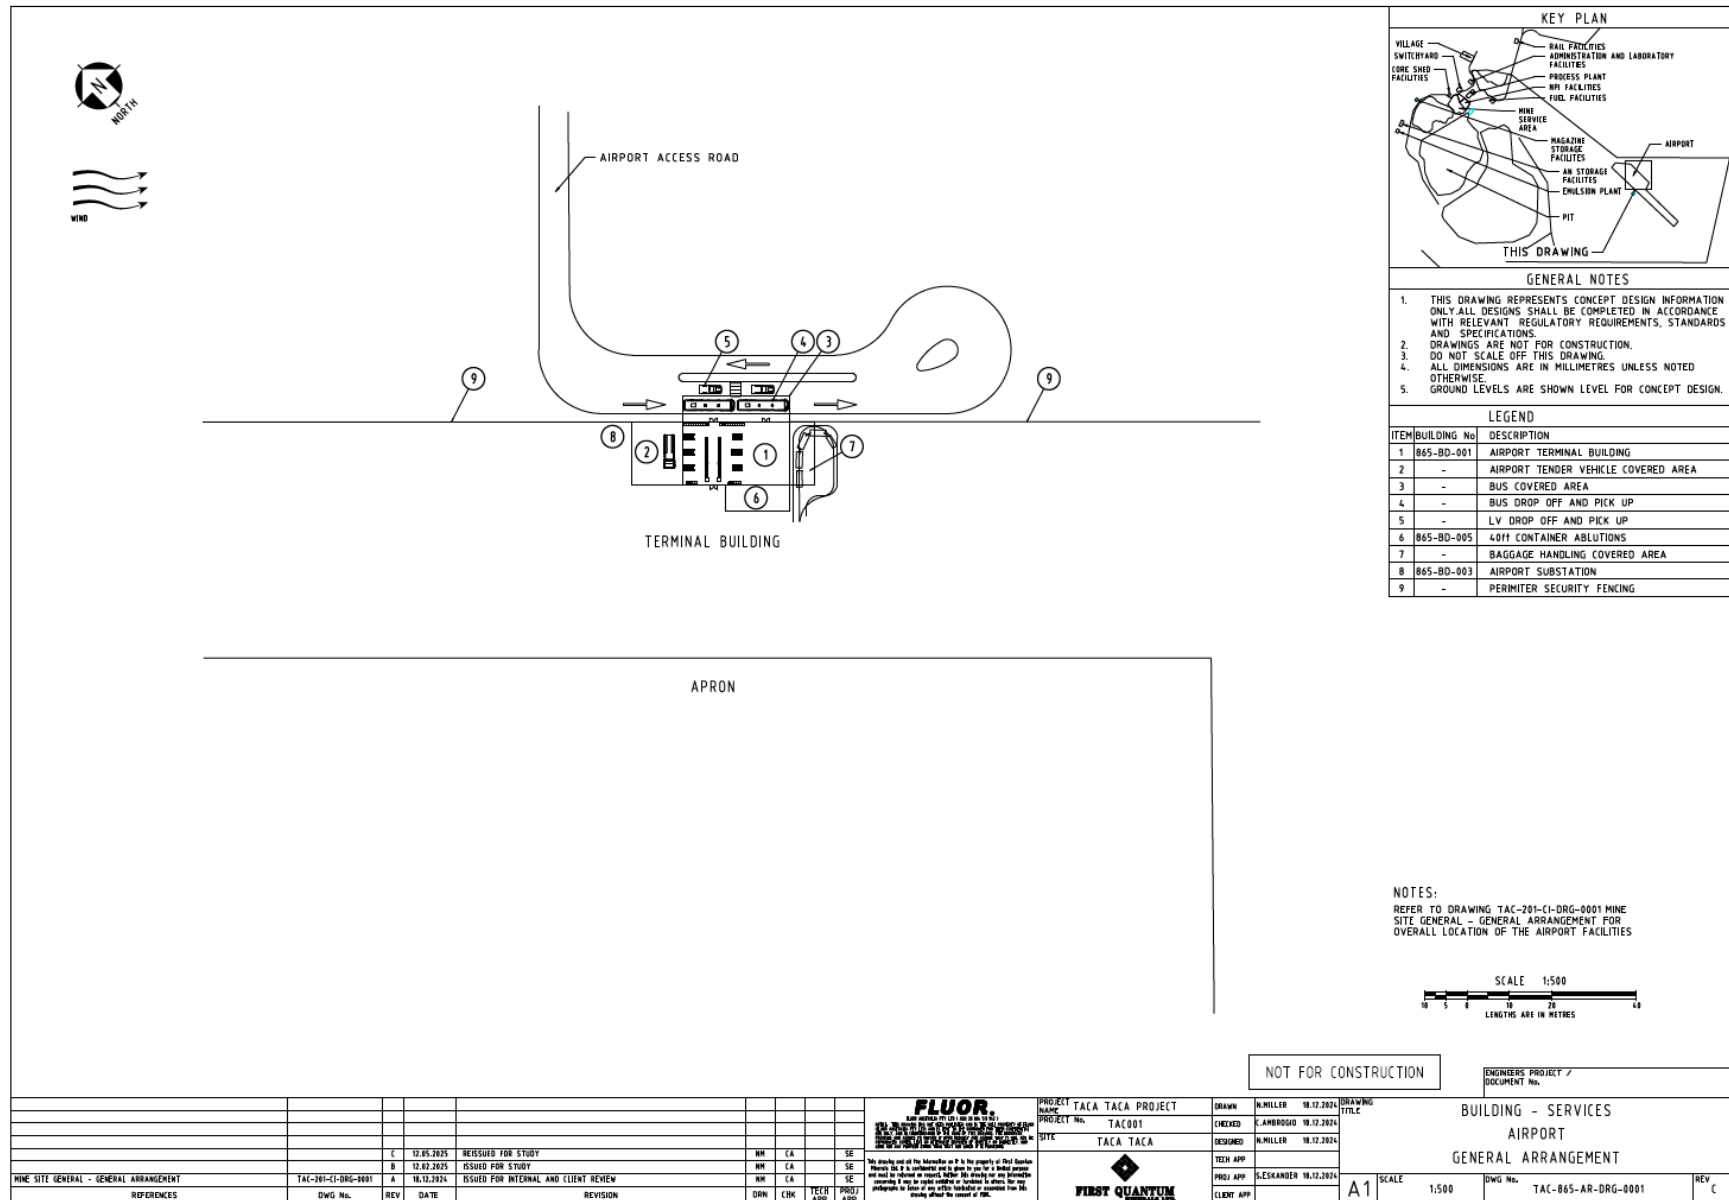 KEY PLAN
VILLAGE
SWITCHYARD
CORE SHED
FACILITIES
RAIL FACILITIES
ADMINISTRATION AND LABORATORY
FACILITIES
PROCESS PLANT
NPI FACILITIES
FUEL FACILITIES
MINE
SERVICE
AREA
MAGAZINE
STORAGE
FACILITES
AN STORAGE
FACILITES
EMULSION PLANT
PIT
AIRPORT
THIS DRAWING
N
NORTH
WIND
AIRPORT ACCESS ROAD
5
4
3
9
9
8
2
1
7
6
TERMINAL BUILDING
APRON
GENERAL NOTES
1. THIS DRAWING REPRESENTS CONCEPT DESIGN INFORMATION
ONLY.ALL DESIGNS SHALL BE COMPLETED IN ACCORDANCE
WITH RELEVANT REGULATORY REQUIREMENTS, STANDARDS
AND SPECIFICATIONS.
2. DRAWINGS ARE NOT FOR CONSTRUCTION.
3. DO NOT SCALE OFF THIS DRAWING.
4. ALL DIMENSIONS ARE IN MILLIMETRES UNLESS NOTED
OTHERWISE.
5. GROUND LEVELS ARE SHOWN LEVEL FOR CONCEPT DESIGN.
LEGEND
ITEM BUILDING No DESCRIPTION
1 865-BD-001 AIRPORT TERMINAL BUILDING
2 - AIRPORT TENDER VEHICLE COVERED AREA
3 - BUS COVERED AREA
4 - BUS DROP OFF AND PICK UP
5 - LV DROP OFF AND PICK UP
6 865-BD-005 40ft CONTAINER ABLUTIONS
7 - BAGGAGE HANDLING COVERED AREA
8 865-BD-003 AIRPORT SUBSTATION
9 - PERIMITER SECURITY FENCING
NOTES:
REFER TO DRAWING TAC-201-CI-DRG-0001 MINE
SITE GENERAL - GENERAL ARRANGEMENT FOR
OVERALL LOCATION OF THE AIRPORT FACILITIES
SCALE 1:500
10 5 0 10 20 40
LENGTHS ARE IN METRES
NOT FOR CONSTRUCTION
ENGINEERS PROJECT /
DOCUMENT No.
C 12.05.2025 REISSUED FOR STUDY NM CA SE
B 12.02.2025 ISSUED FOR STUDY NM CA SE
MINE SITE GENERAL - GENERAL ARRANGEMENT TAC-201-CI-DRG-0001 A 18.12.2024 ISSUED FOR INTERNAL AND CLIENT REVIEW NM CA SE
REFERENCES DWG No. REV DATE REVISION DRN CHK TECH APP PROJ APP
FLUOR.
FIRST QUANTUM
PROJECT NAME TACA TACA PROJECT
PROJECT No. TAC001
SITE TACA TACA
DRAWN N.MILLER 18.12.2024
CHECKED C.AMBROGIO 18.12.2024
DESIGNED N.MILLER 18.12.2024
TECH APP
PROJ APP S.ESKANDER 18.12.2024
CLIENT APP
DRAWING TITLE
BUILDING - SERVICES
AIRPORT
GENERAL ARRANGEMENT
A1 SCALE 1:500 DWG No. TAC-865-AR-DRG-0001 REV C